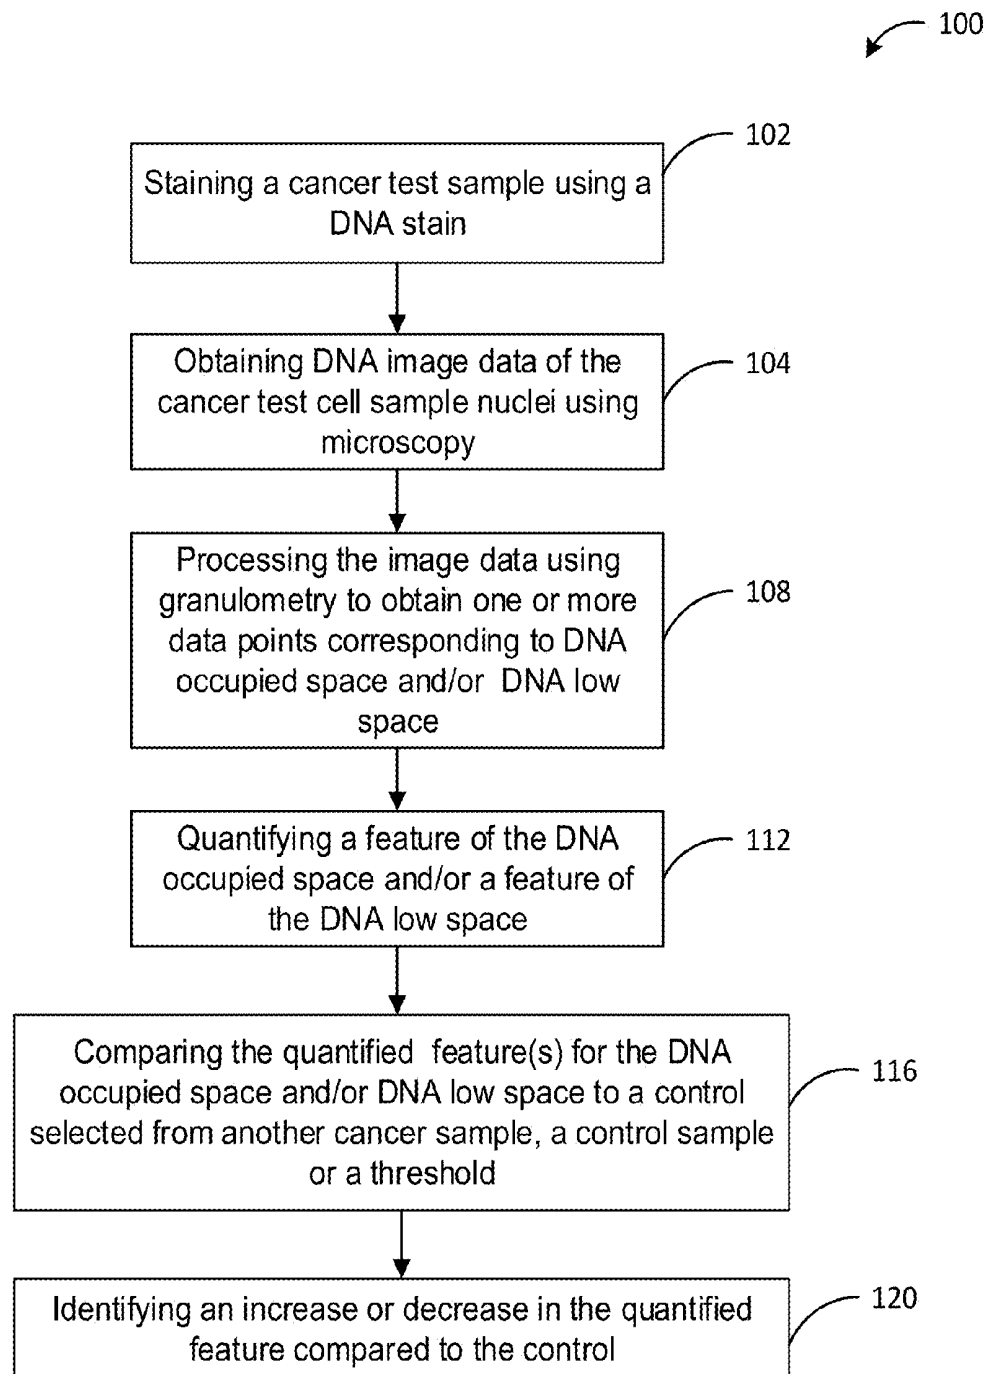 100
102
Staining a cancer test sample using a
DNA stain
104
Obtaining DNA image data of the
cancer test cell sample nuclei using
microscopy
108
Processing the image data using
granulometry to obtain one or more
data points corresponding to DNA
occupied space and/or DNA low
space
112
Quantifying a feature of the DNA
occupied space and/or a feature of
the DNA low space
116
Comparing the quantified feature(s) for the DNA
occupied space and/or DNA low space to a control
selected from another cancer sample, a control sample
or a threshold
120
Identifying an increase or decrease in the quantified
feature compared to the control